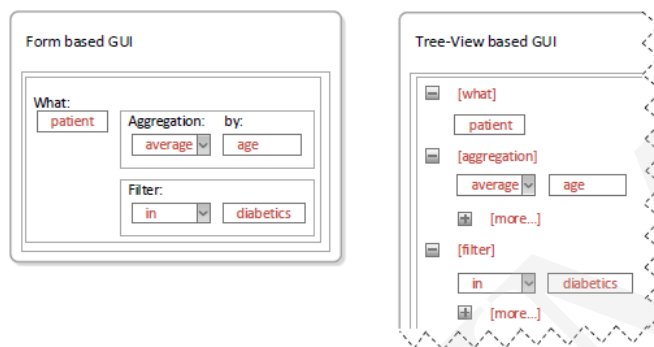 Form based GUI
What:
patient
Aggregation: by:
average age
Filter:
in diabetics
Tree-View based GUI
[what]
patient
[aggregation]
average age
[more...]
[filter]
in diabetics
[more...]